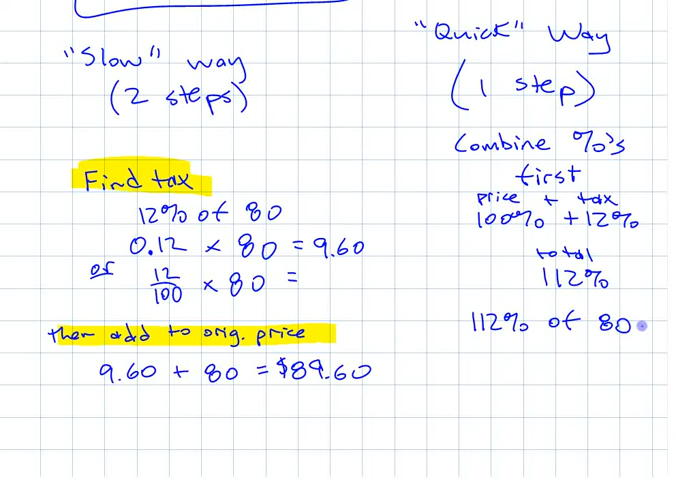 "Slow" way
(2 steps)
Find tax
12% of 80
0.12 × 80 = 9.60
or 12/100 × 80 =
then add to orig. price
9.60 + 80 = $89.60
"Quick" Way
(1 step)
Combine %'s
first
price + tax
100% + 12%
total
112%
112% of 80